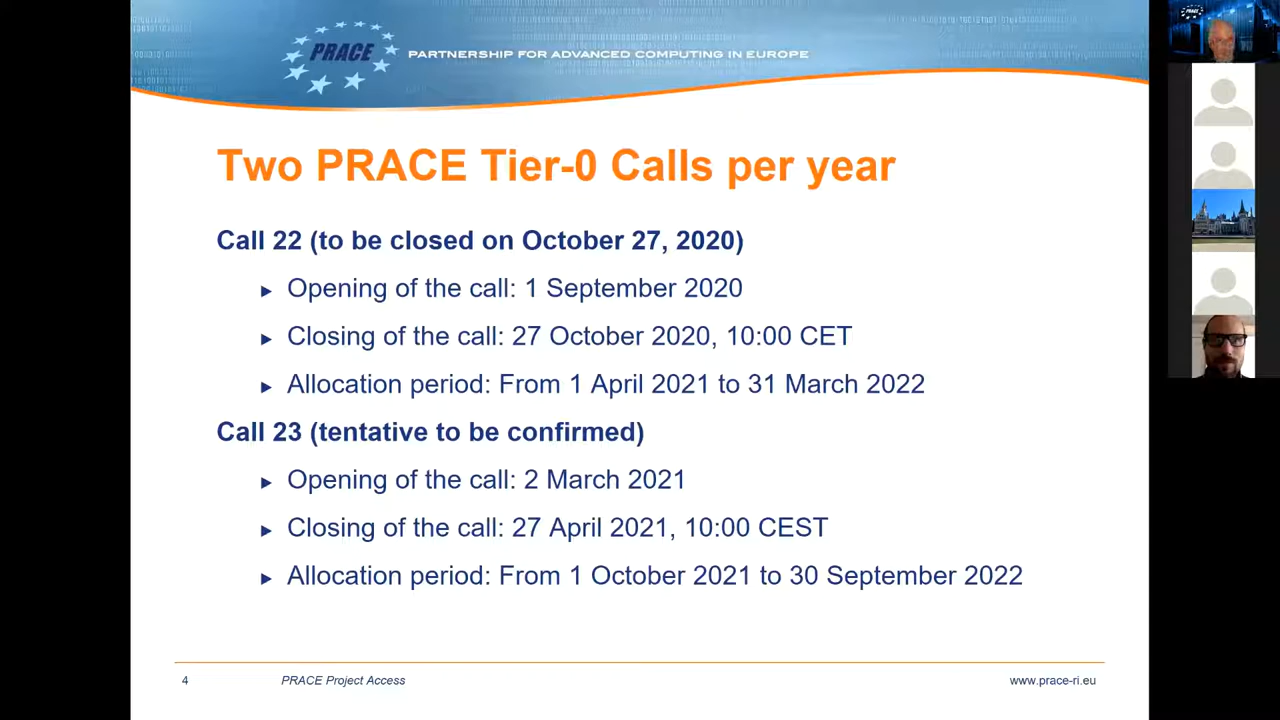 PRACE
PARTNERSHIP FOR ADVANCED COMPUTING IN EUROPE
PRACE
Two PRACE Tier-0 Calls per year
Call 22 (to be closed on October 27, 2020)
Opening of the call: 1 September 2020
Closing of the call: 27 October 2020, 10:00 CET
Allocation period: From 1 April 2021 to 31 March 2022
Call 23 (tentative to be confirmed)
Opening of the call: 2 March 2021
Closing of the call: 27 April 2021, 10:00 CEST
Allocation period: From 1 October 2021 to 30 September 2022
4
PRACE Project Access
www.prace-ri.eu